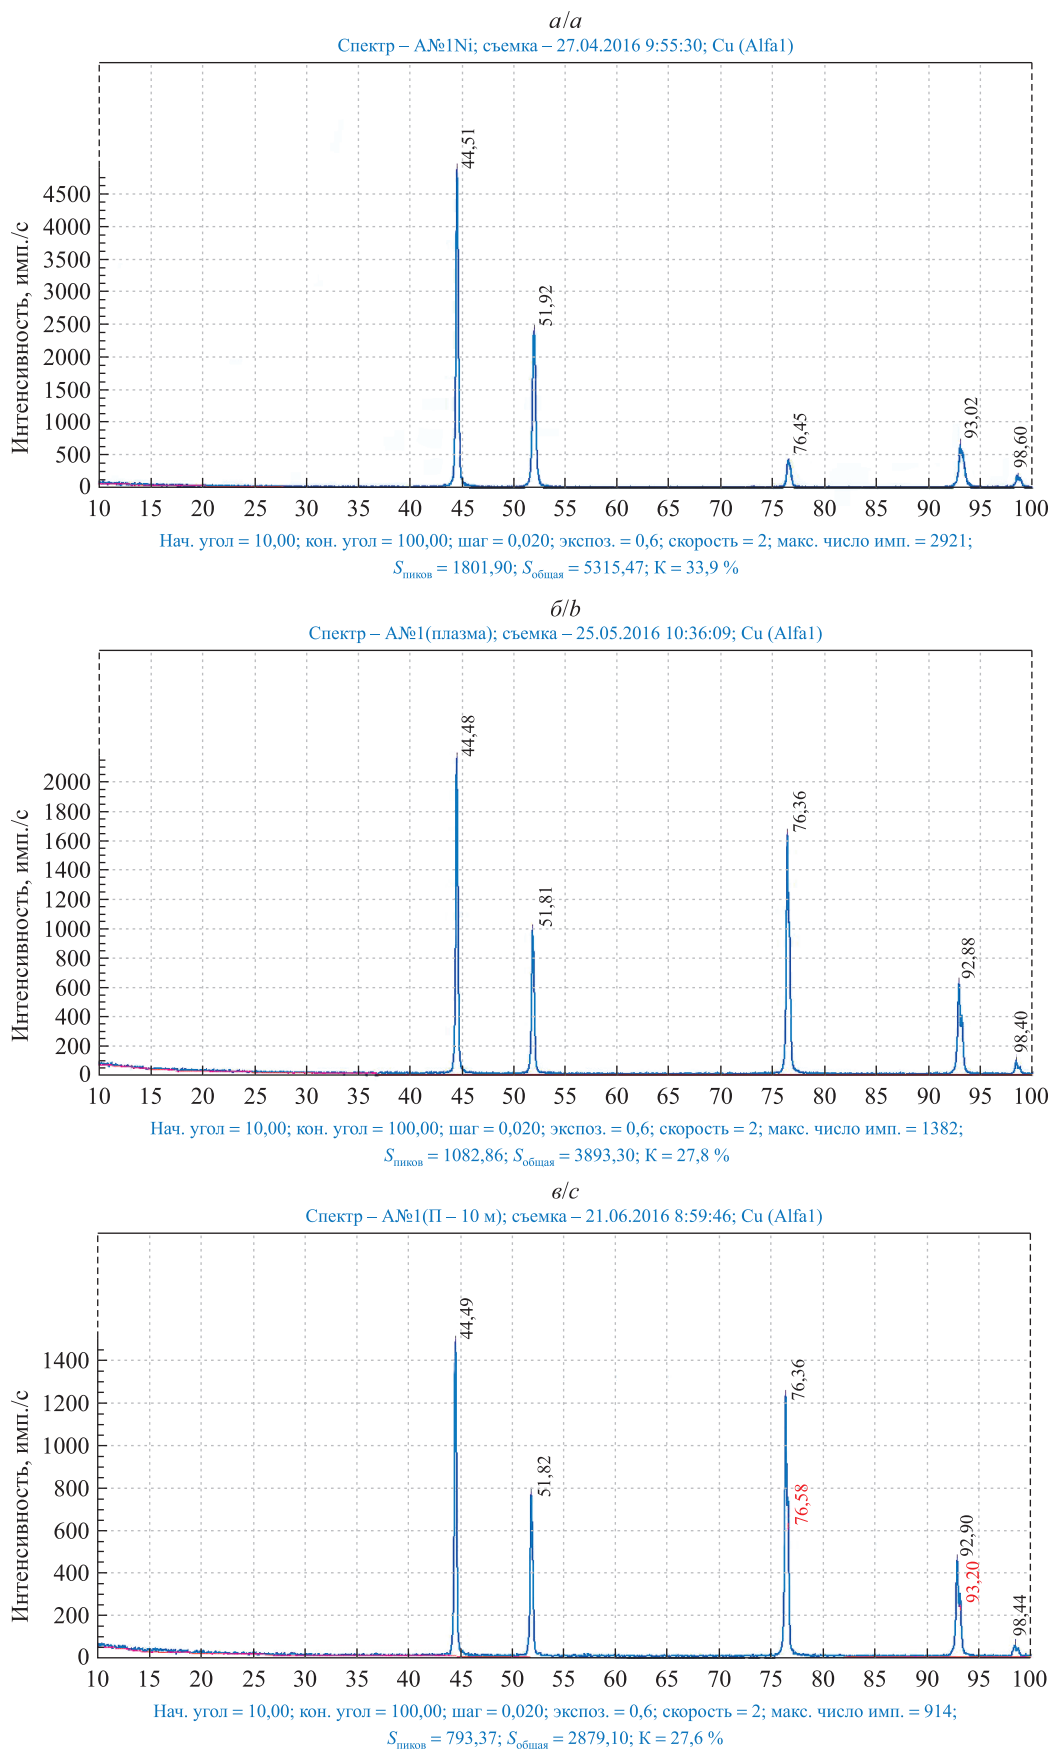 а/a
Спектр – А№1Ni; съемка – 27.04.2016 9:55:30; Cu (Alfa1)
Интенсивность, имп./с
4500
4000
3500
3000
2500
2000
1500
1000
500
0
44,51
51,92
76,45
93,02
98,60
10 15 20 25 30 35 40 45 50 55 60 65 70 75 80 85 90 95 100
Нач. угол = 10,00; кон. угол = 100,00; шаг = 0,020; экспоз. = 0,6; скорость = 2; макс. число имп. = 2921;
Sпиков = 1801,90; Sобщая = 5315,47; К = 33,9 %
б/b
Спектр – А№1(плазма); съемка – 25.05.2016 10:36:09; Cu (Alfa1)
Интенсивность, имп./с
2000
1800
1600
1400
1200
1000
800
600
400
200
0
44,48
51,81
76,36
92,88
98,40
10 15 20 25 30 35 40 45 50 55 60 65 70 75 80 85 90 95 100
Нач. угол = 10,00; кон. угол = 100,00; шаг = 0,020; экспоз. = 0,6; скорость = 2; макс. число имп. = 1382;
Sпиков = 1082,86; Sобщая = 3893,30; К = 27,8 %
в/c
Спектр – А№1(П – 10 м); съемка – 21.06.2016 8:59:46; Cu (Alfa1)
Интенсивность, имп./с
1400
1200
1000
800
600
400
200
0
44,49
51,82
76,36
76,58
92,90
93,20
98,44
10 15 20 25 30 35 40 45 50 55 60 65 70 75 80 85 90 95 100
Нач. угол = 10,00; кон. угол = 100,00; шаг = 0,020; экспоз. = 0,6; скорость = 2; макс. число имп. = 914;
Sпиков = 793,37; Sобщая = 2879,10; К = 27,6 %